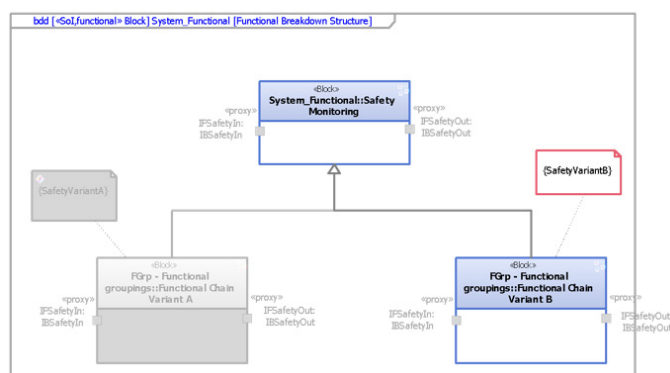 bdd [«SoI,functional» Block] System_Functional [Functional Breakdown Structure]
«Block»
System_Functional::Safety
Monitoring
«proxy»
IFSafetyIn:
IBSafetyIn
«proxy»
IFSafetyOut:
IBSafetyOut
{SafetyVariantA}
{SafetyVariantB}
«Block»
FGrp - Functional
groupings::Functional Chain
Variant A
«proxy»
IFSafetyIn:
IBSafetyIn
«proxy»
IFSafetyOut:
IBSafetyOut
«Block»
FGrp - Functional
groupings::Functional Chain
Variant B
«proxy»
IFSafetyIn:
IBSafetyIn
«proxy»
IFSafetyOut:
IBSafetyOut